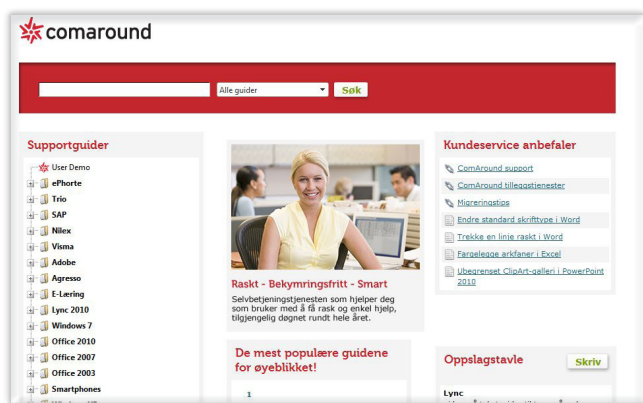 comaround
Alle guider
Søk
Supportguider
User Demo
ePhorte
Trio
SAP
Nilex
Visma
Adobe
Agresso
E-Læring
Lync 2010
Windows 7
Office 2010
Office 2007
Office 2003
Smartphones
Raskt - Bekymringsfritt - Smart
Selvbetjeningstjenesten som hjelper deg
som bruker med å få rask og enkel hjelp,
tilgjengelig døgnet rundt hele året.
De mest populære guidene
for øyeblikket!
1
Kundeservice anbefaler
ComAround support
ComAround tilleggstjenester
Migreringstips
Endre standard skrifttype i Word
Trekke en linje raskt i Word
Fargelegge arkfaner i Excel
Ubegrenset ClipArt-galleri i PowerPoint
2010
Oppslagstavle
Skriv
Lync